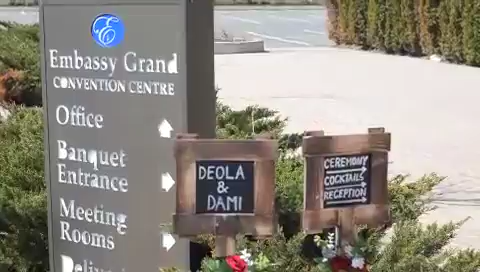 E
Embassy Grand
CONVENTION CENTRE
Office
Banquet
Entrance
Meeting
Rooms
DEOLA
&
DAMI
CEREMONY
COCKTAILS
RECEPTION